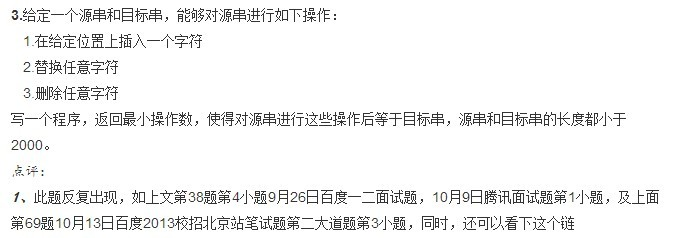 3.给定一个源串和目标串，能够对源串进行如下操作：
1.在给定位置上插入一个字符
2.替换任意字符
3.删除任意字符
写一个程序，返回最小操作数，使得对源串进行这些操作后等于目标串，源串和目标串的长度都小于
2000。
点评：
1、此题反复出现，如上文第38题第4小题9月26日百度一二面试题，10月9日腾讯面试题第1小题，及上面
第69题10月13日百度2013校招北京站笔试题第二大道题第3小题，同时，还可以看下这个链